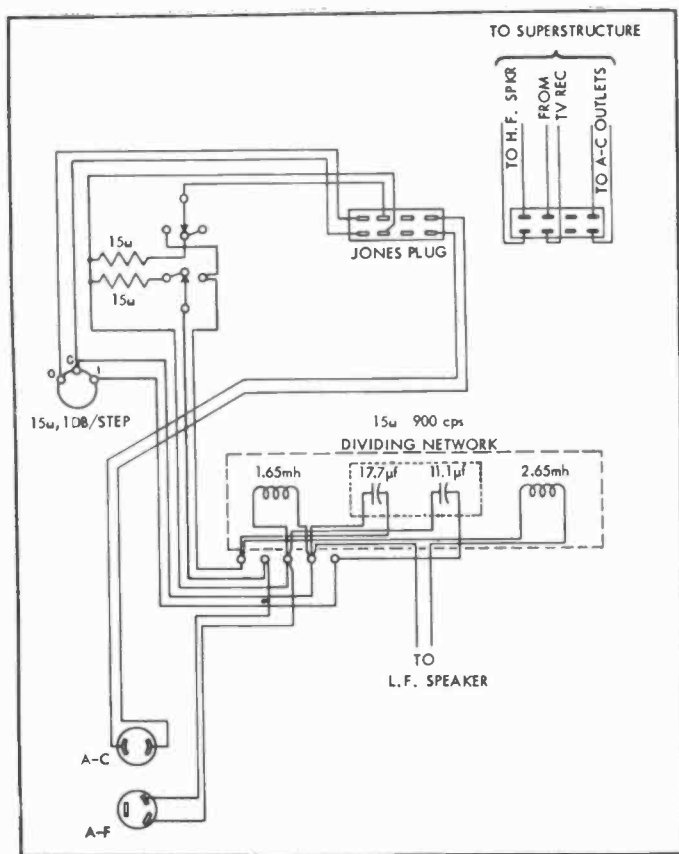 TO SUPERSTRUCTURE
TO H.F. SPKR
FROM
TV REC
TO A-C OUTLETS
15ω
15ω
JONES PLUG
0
C
1
15ω, 1DB/STEP
15ω 900 cps
DIVIDING NETWORK
1.65mh
17.7μf
11.1μf
2.65mh
TO
L.F. SPEAKER
A-C
A-F